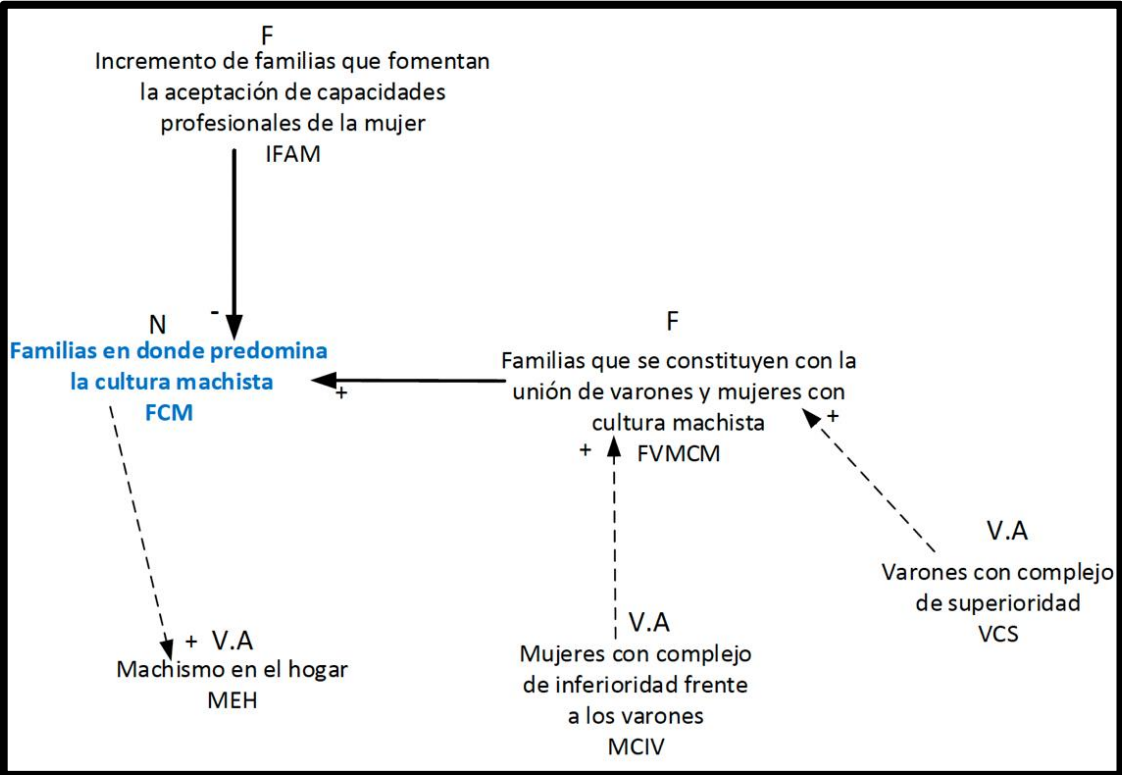 F
Incremento de familias que fomentan
la aceptación de capacidades
profesionales de la mujer
IFAM
-
N
Familias en donde predomina
la cultura machista
FCM
+
F
Familias que se constituyen con la
unión de varones y mujeres con
cultura machista
FVMCM
+
+
V.A
Varones con complejo
de superioridad
VCS
+ V.A
Machismo en el hogar
MEH
V.A
Mujeres con complejo
de inferioridad frente
a los varones
MCIV